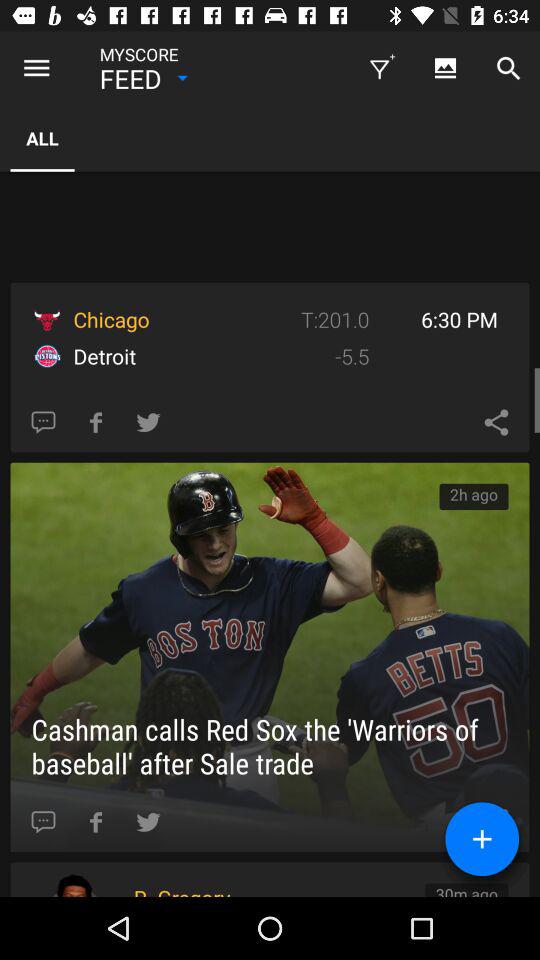 6:34
MYSCORE
FEED
ALL
Chicago T:201.0 6:30 PM
PISTONS
Detroit -5.5
2h ago
B
BOSTON
BETTS
50
Cashman calls Red Sox the 'Warriors of
baseball' after Sale trade
30m ago